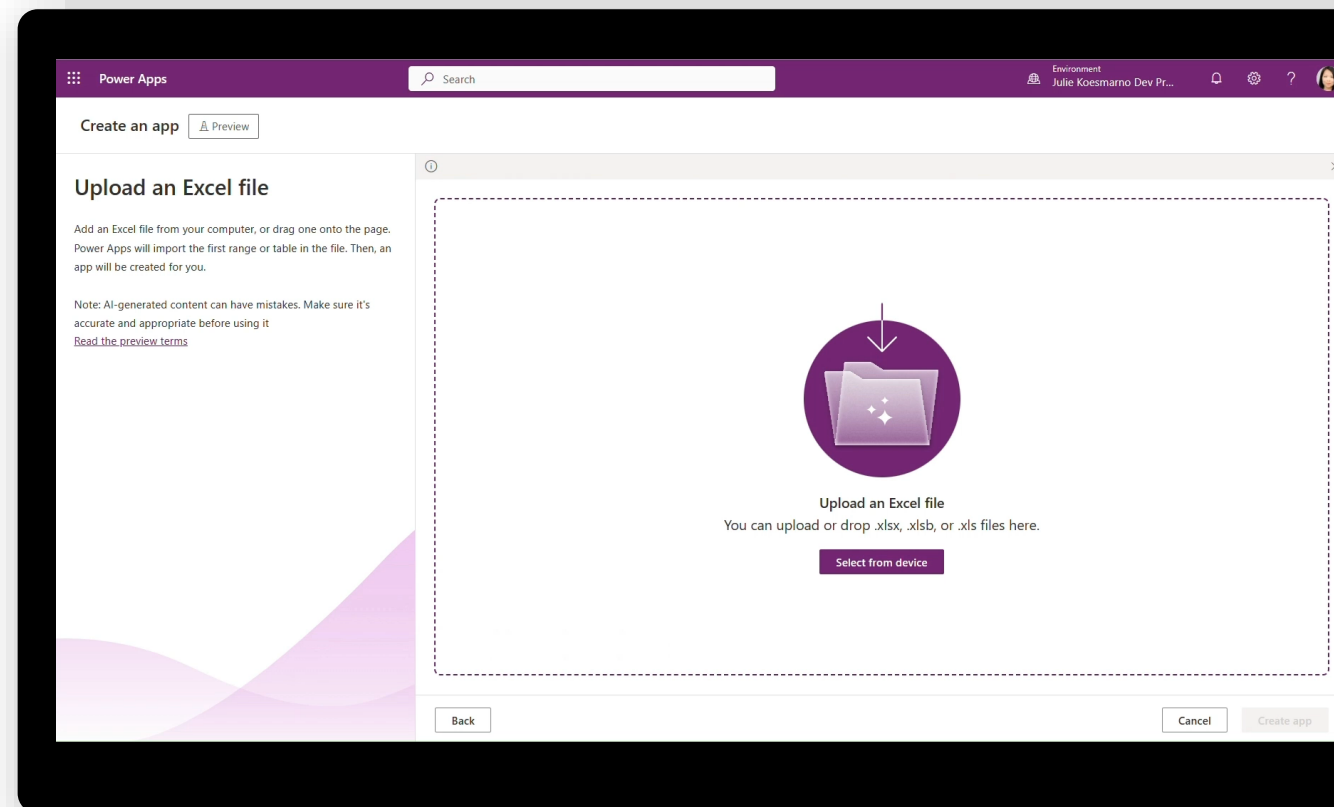 Power Apps
Search
Environment
Julie Koesmarno Dev Pr...
?
Create an app
Preview
Upload an Excel file
Add an Excel file from your computer, or drag one onto the page.
Power Apps will import the first range or table in the file. Then, an
app will be created for you.
Note: AI-generated content can have mistakes. Make sure it's
accurate and appropriate before using it
Read the preview terms
Upload an Excel file
You can upload or drop .xlsx, .xlsb, or .xls files here.
Select from device
Back
Cancel
Create app